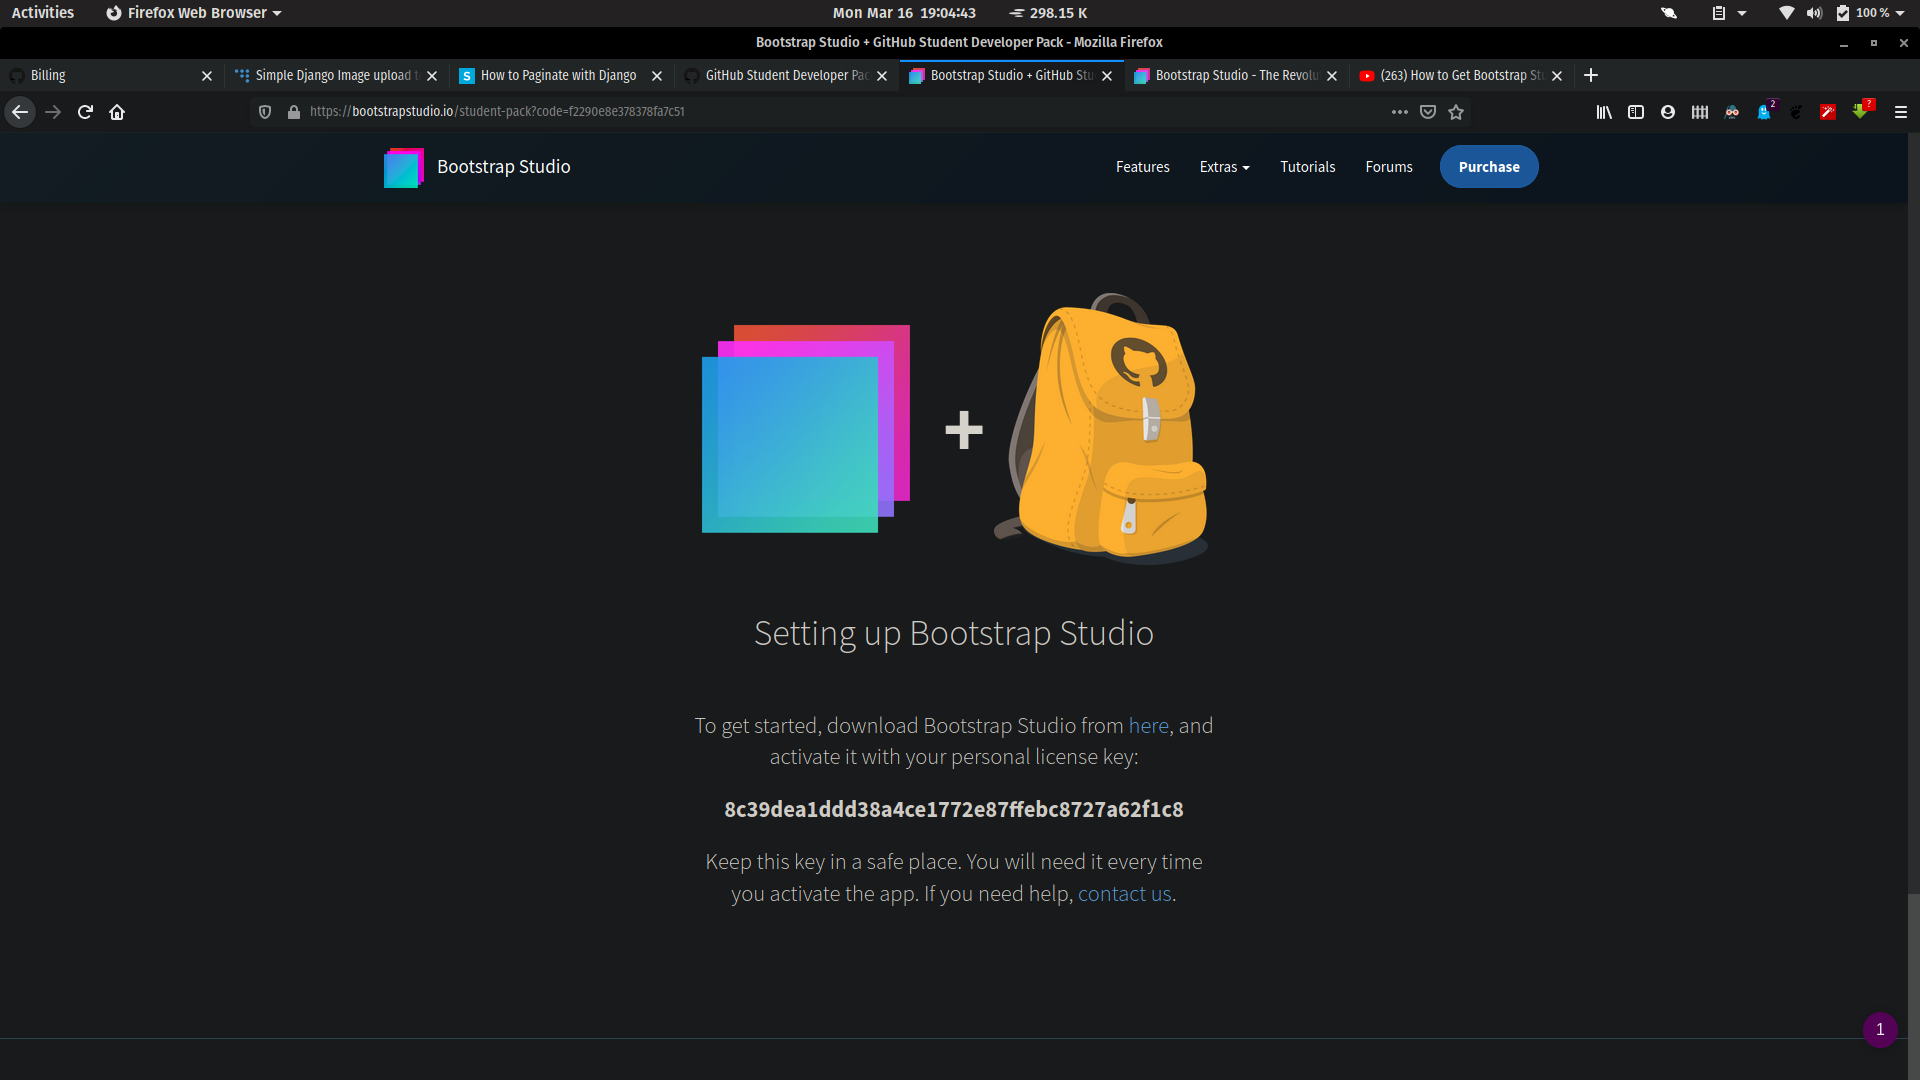 Activities
Firefox Web Browser
Mon Mar 16 19:04:43
298.15 K
100 %
Bootstrap Studio + GitHub Student Developer Pack - Mozilla Firefox
Billing
Simple Django Image upload t
How to Paginate with Django
GitHub Student Developer Pac
Bootstrap Studio + GitHub Stu
Bootstrap Studio - The Revolu
(263) How to Get Bootstrap St
https://bootstrapstudio.io/student-pack?code=f2290e8e378378fa7c51
2
?
Bootstrap Studio
Features
Extras
Tutorials
Forums
Purchase
+
Setting up Bootstrap Studio
To get started, download Bootstrap Studio from here, and
activate it with your personal license key:
8c39dea1ddd38a4ce1772e87ffebc8727a62f1c8
Keep this key in a safe place. You will need it every time
you activate the app. If you need help, contact us.
1